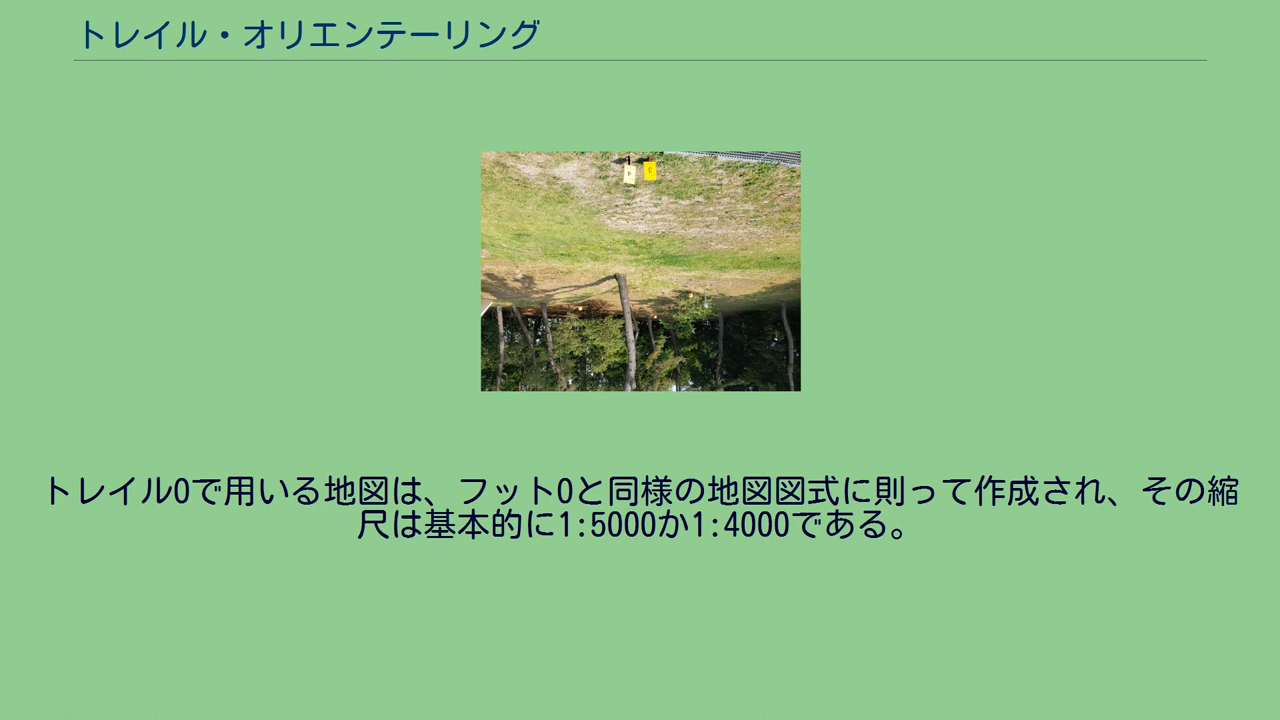 トレイル・オリエンテーリング
トレイルOで用いる地図は、フットOと同様の地図図式に則って作成され、その縮
尺は基本的に1:5000か1:4000である。